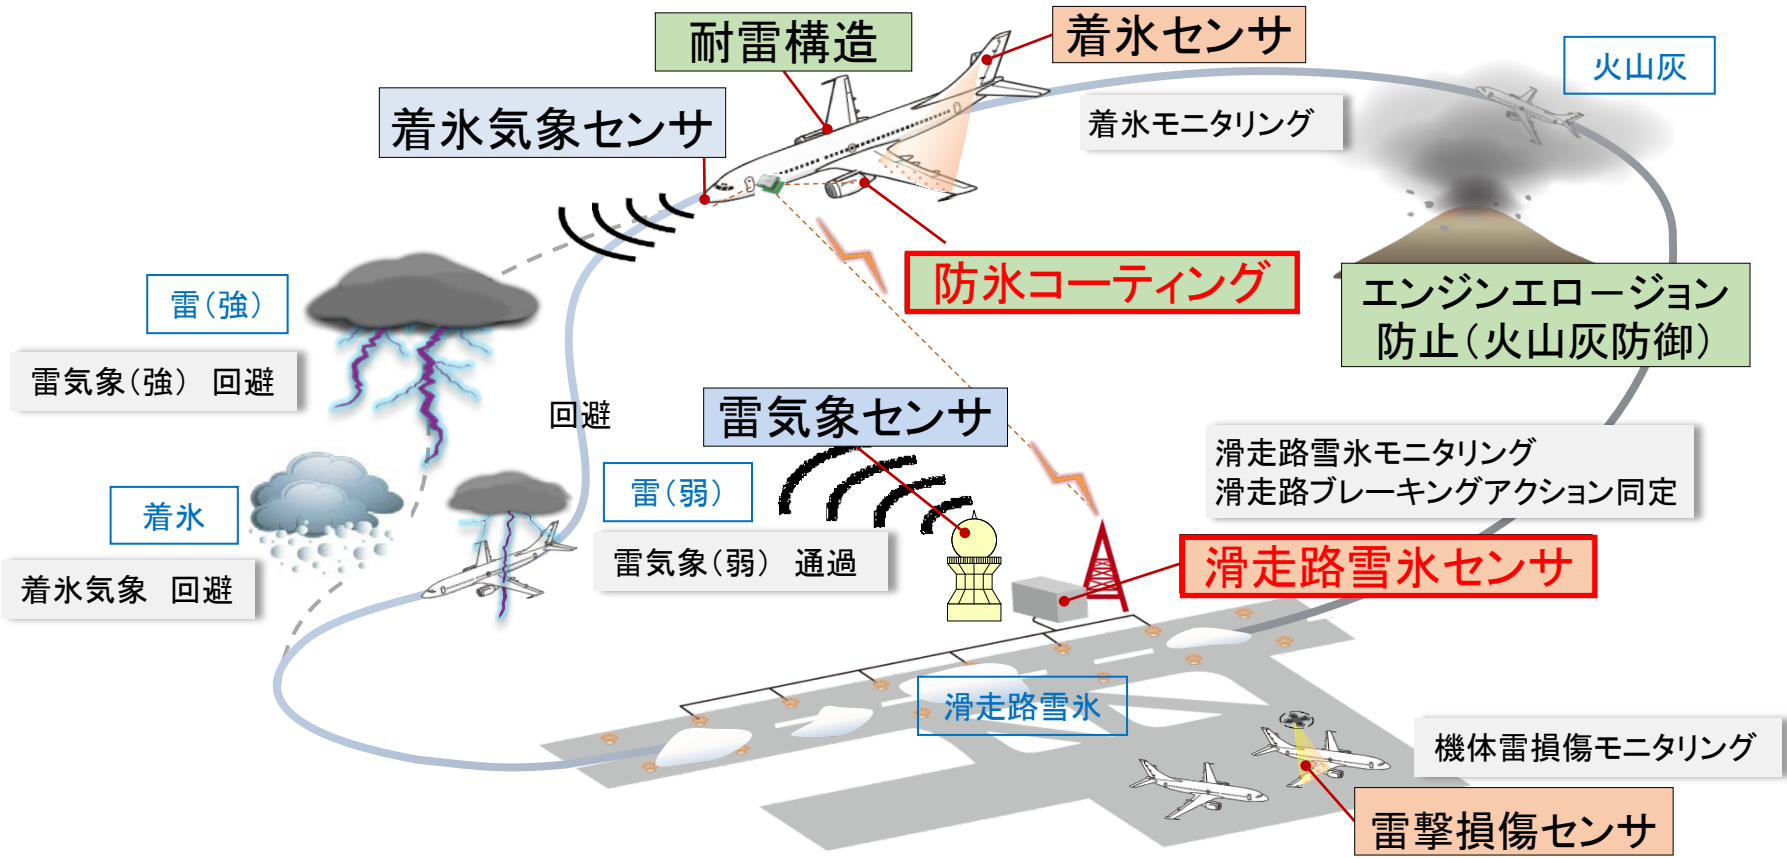 耐雷構造
着氷センサ
火山灰
着氷気象センサ
着氷モニタリング
防氷コーティング
エンジンエロージョン
防止(火山灰防御)
雷(強)
雷気象(強) 回避
回避
雷気象センサ
滑走路雪氷モニタリング
滑走路ブレーキングアクション同定
雷(弱)
着氷
雷気象(弱) 通過
滑走路雪氷センサ
着氷気象 回避
滑走路雪氷
機体雷損傷モニタリング
雷撃損傷センサ